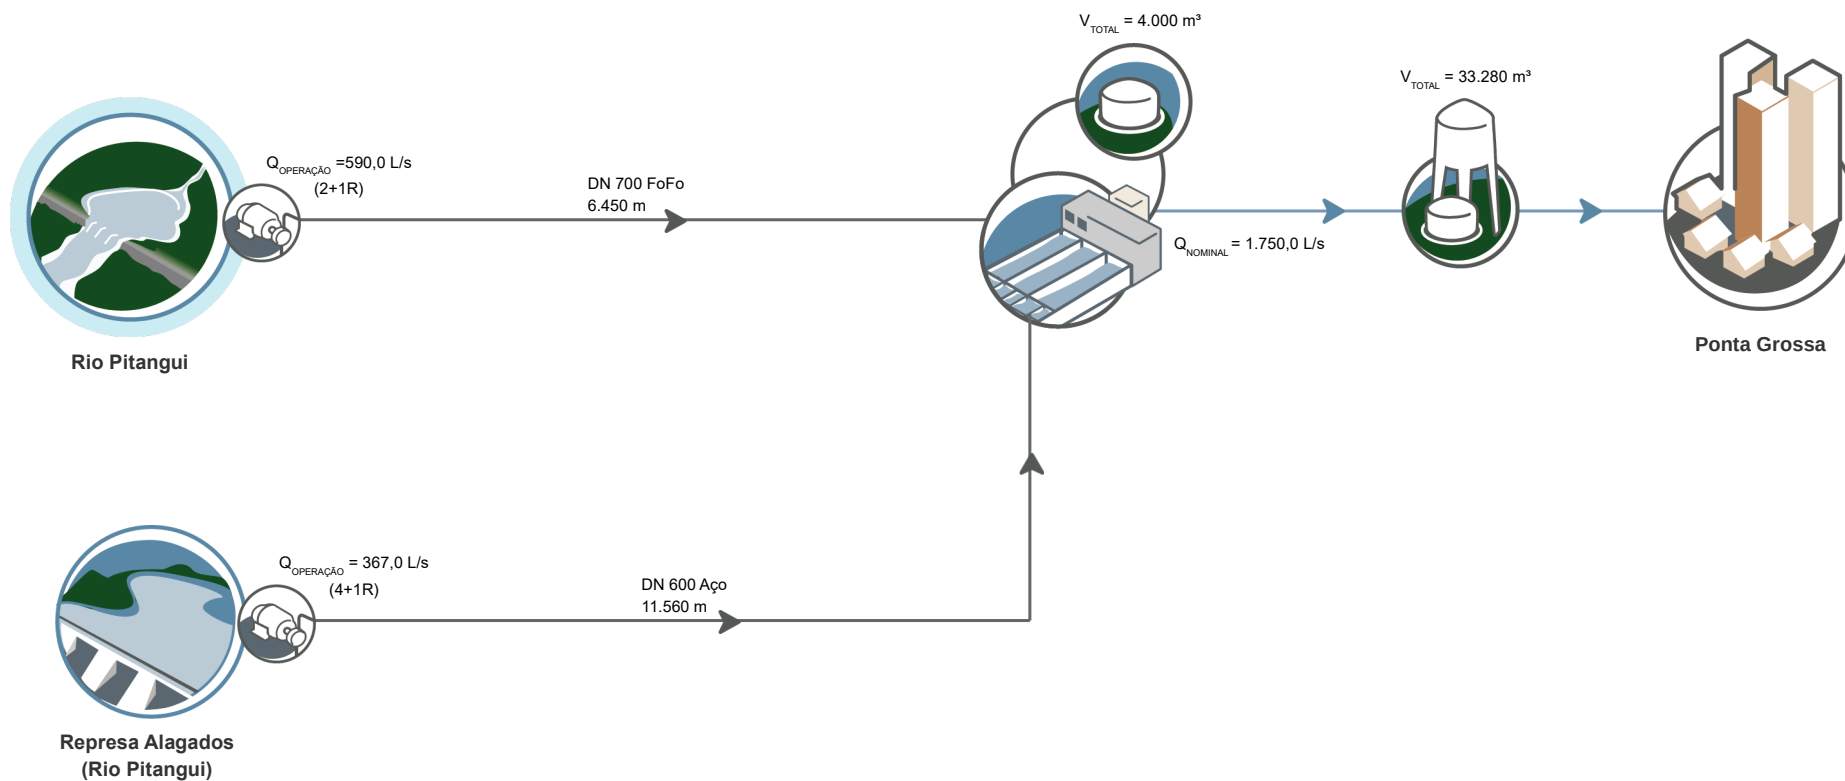 V_TOTAL = 4.000 m³
V_TOTAL = 33.280 m³
Q_OPERAÇÃO =590,0 L/s
(2+1R)
DN 700 FoFo
6.450 m
Q_NOMINAL = 1.750,0 L/s
Rio Pitangui
Ponta Grossa
Q_OPERAÇÃO = 367,0 L/s
(4+1R)
DN 600 Aço
11.560 m
Represa Alagados
(Rio Pitangui)